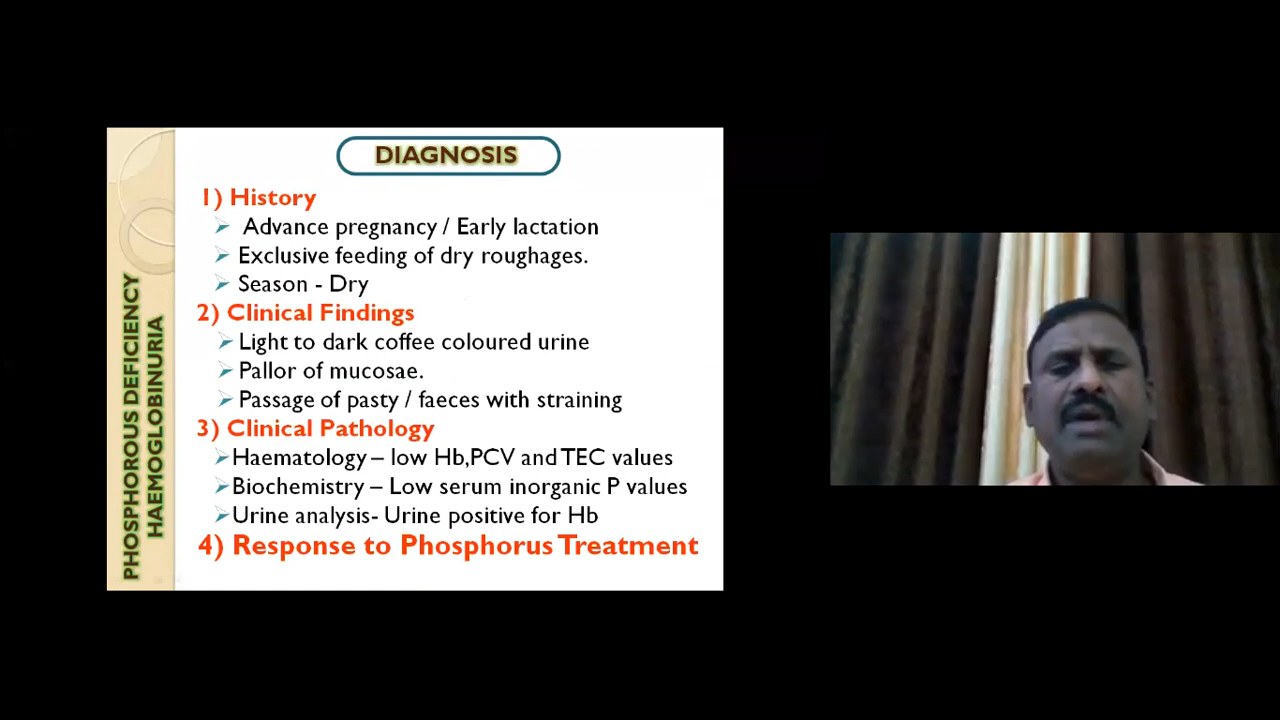 PHOSPHOROUS DEFICIENCY
HAEMOGLOBINURIA
DIAGNOSIS
1) History
Advance pregnancy / Early lactation
Exclusive feeding of dry roughages.
Season - Dry
2) Clinical Findings
Light to dark coffee coloured urine
Pallor of mucosae.
Passage of pasty / faeces with straining
3) Clinical Pathology
Haematology – low Hb,PCV and TEC values
Biochemistry – Low serum inorganic P values
Urine analysis- Urine positive for Hb
4) Response to Phosphorus Treatment